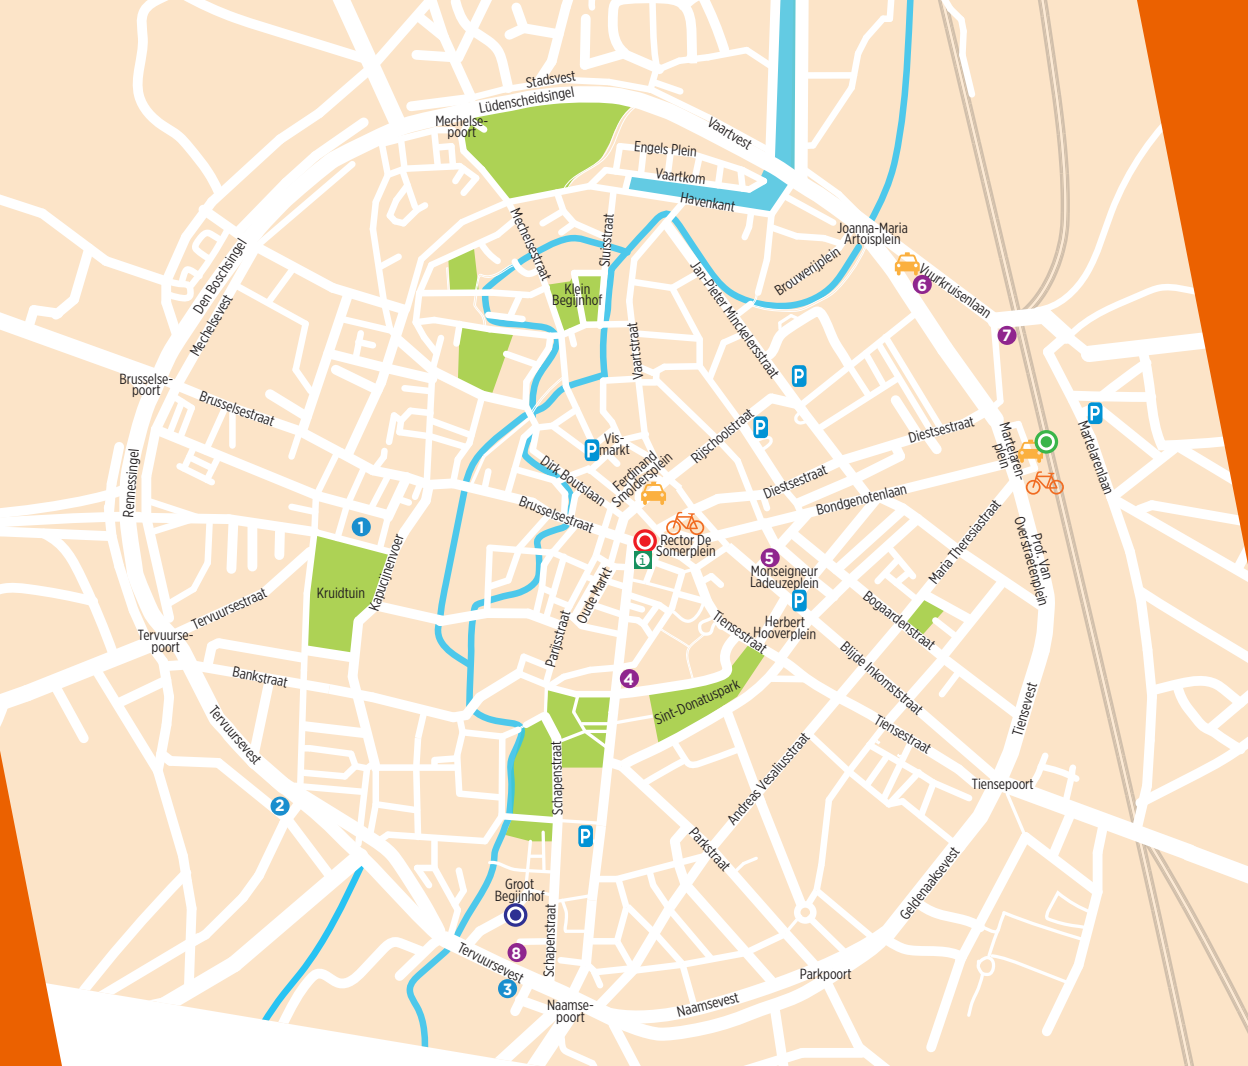 Stadsvest
Lüdenscheidsingel
Mechelse-
poort
Vaartvest
Engels Plein
Vaartkom
Havenkant
Mechelsestraat
Sluisstraat
Joanna-Maria
Artoisplein
Den Boschsingel
Mechelsevest
Brouwerijplein
Vuurkruisenlaan
6
Klein
Begijnhof
Jan-Pieter Minckelersstraat
7
Vaartstraat
Brusselse-
poort
Brusselsestraat
P
P
P
Rijschoolstraat
Diestsestraat
Martelaren-
plein
Martelarenlaan
Vis-
markt
P
Ferdinand
Smoldersplein
Dirk Boutslaan
Rennessingel
Diestsestraat
Bondgenotenlaan
Brusselsestraat
1
Rector De
Somerplein
i
5
Monseigneur
Ladeuzeplein
P
Maria Theresiastraat
Prof. Van
Overstraetenplein
Kapucijnenvoer
Kruidtuin
Oude Markt
Tervuursestraat
Tervuurse-
poort
Parijsstraat
Tiensestraat
Herbert
Hooverplein
Bogaardenstraat
Blijde Inkomststraat
Bankstraat
4
Sint-Donatuspark
Tiensevest
Tiensestraat
Tervuursevest
Schapenstraat
Andreas Vesaliusstraat
Tiensepoort
2
P
Parkstraat
Geldenaaksevest
Groot
Begijnhof
Schapenstraat
8
Tervuursevest
3
Parkpoort
Naamse-
poort
Naamsevest